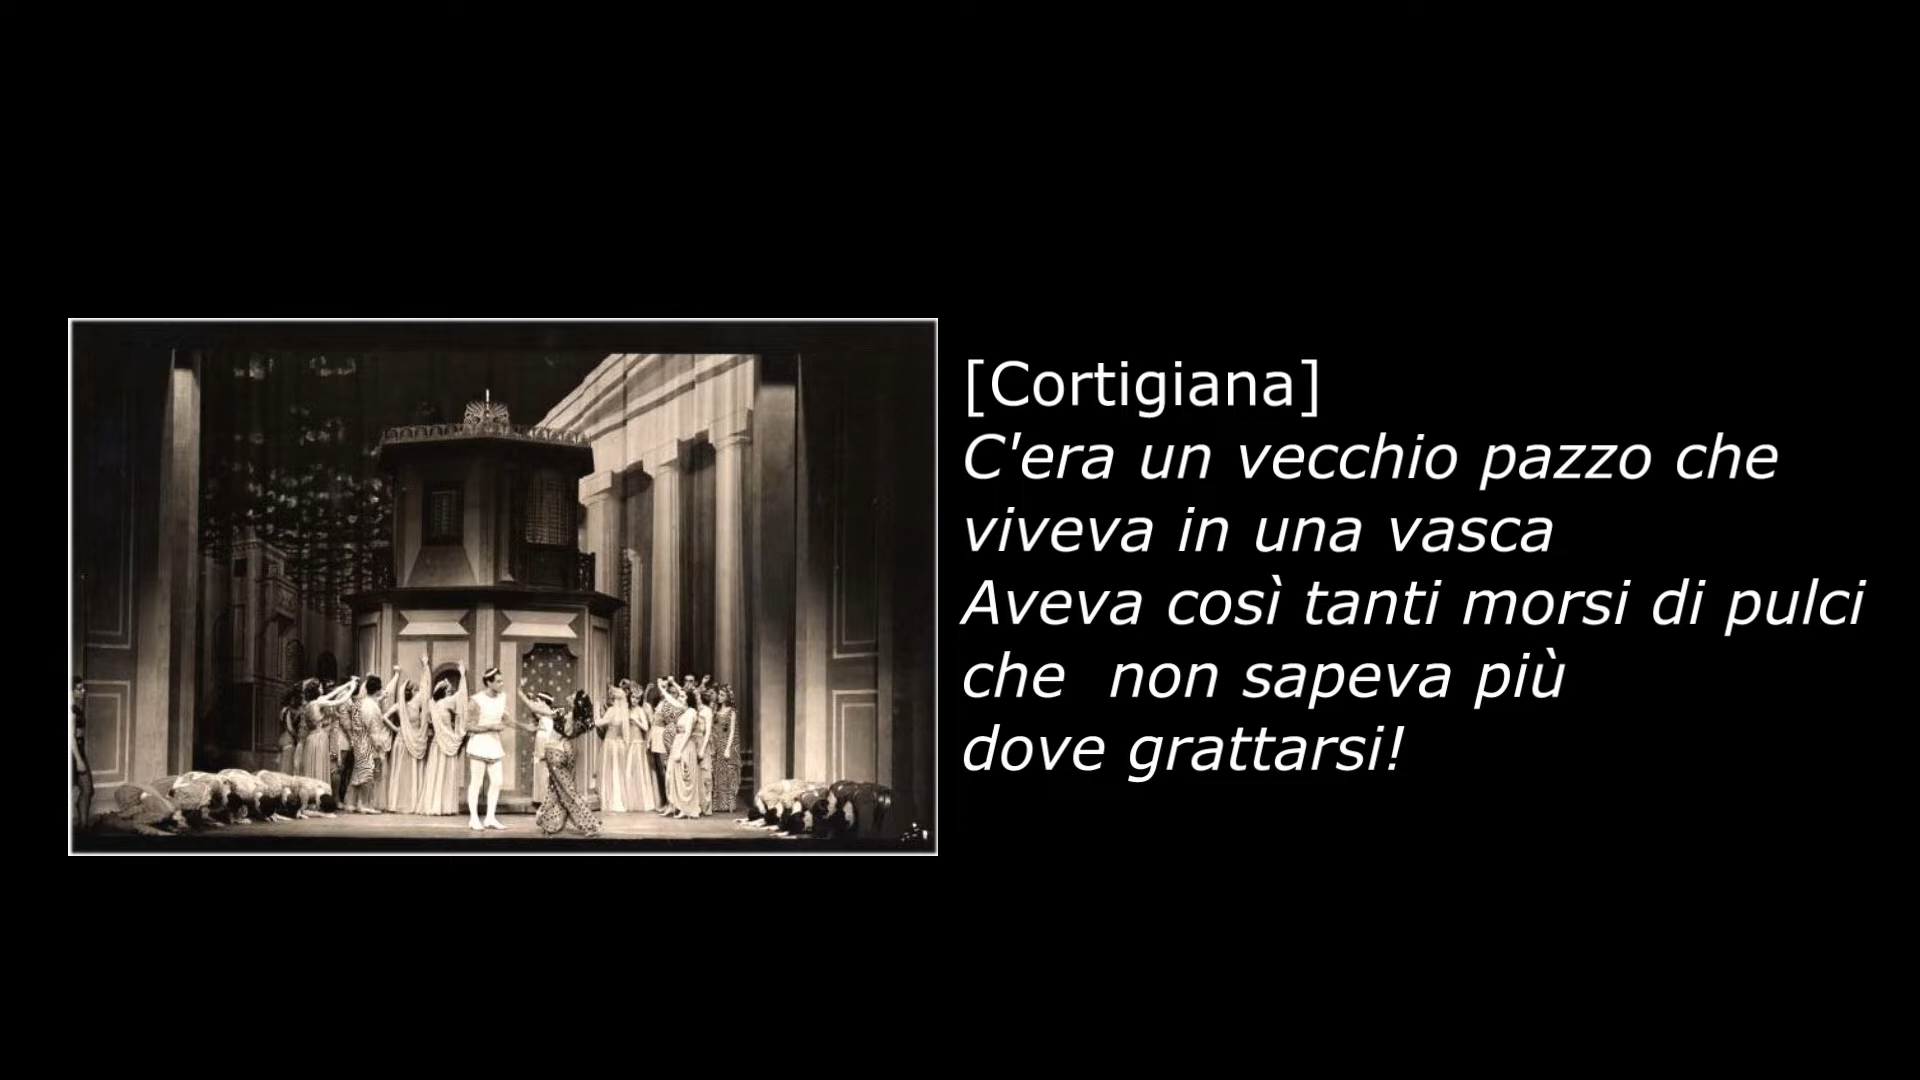 [Cortigiana]
C'era un vecchio pazzo che
viveva in una vasca
Aveva così tanti morsi di pulci
che  non sapeva più
dove grattarsi!